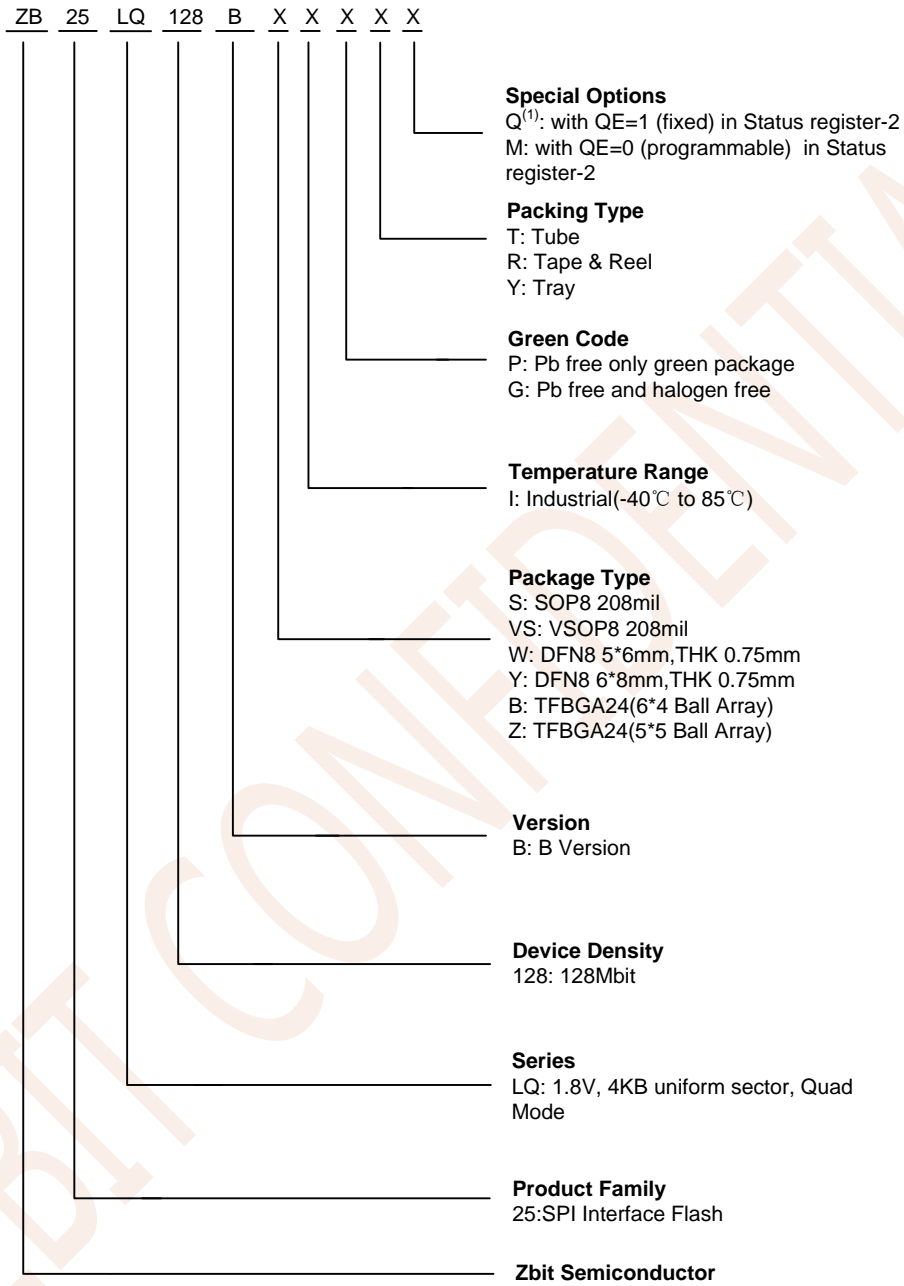 ZB 25 LQ 128 B X X X X X
Special Options
Q(1): with QE=1 (fixed) in Status register-2
M: with QE=0 (programmable) in Status
register-2
Packing Type
T: Tube
R: Tape & Reel
Y: Tray
Green Code
P: Pb free only green package
G: Pb free and halogen free
Temperature Range
I: Industrial(-40℃ to 85℃)
Package Type
S: SOP8 208mil
VS: VSOP8 208mil
W: DFN8 5*6mm,THK 0.75mm
Y: DFN8 6*8mm,THK 0.75mm
B: TFBGA24(6*4 Ball Array)
Z: TFBGA24(5*5 Ball Array)
Version
B: B Version
Device Density
128: 128Mbit
Series
LQ: 1.8V, 4KB uniform sector, Quad
Mode
Product Family
25:SPI Interface Flash
Zbit Semiconductor
BIT CONFIDENTIA